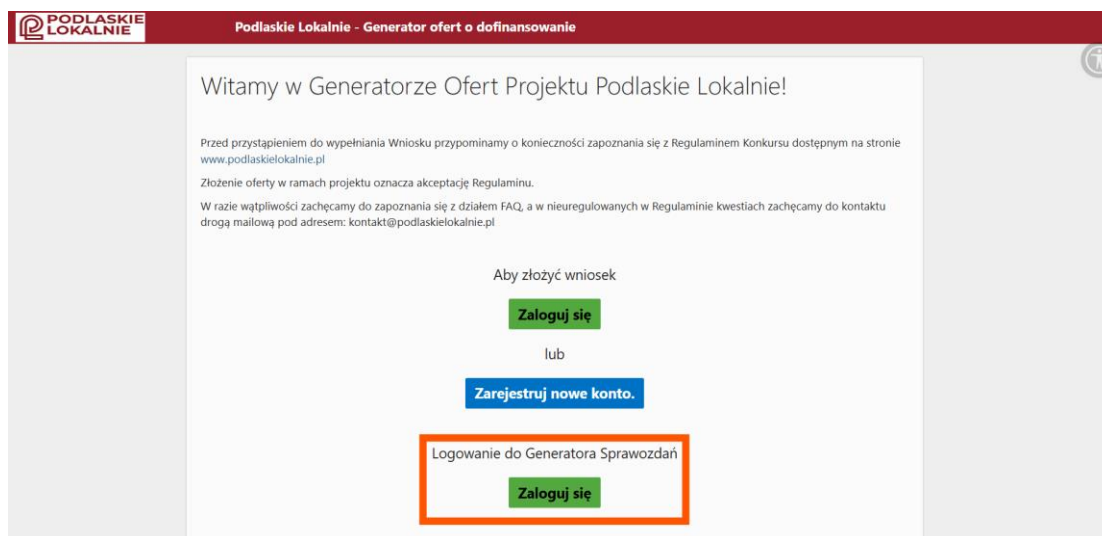 PODLASKIE
LOKALNIE
Podlaskie Lokalnie - Generator ofert o dofinansowanie
Witamy w Generatorze Ofert Projektu Podlaskie Lokalnie!
Przed przystąpieniem do wypełniania Wniosku przypominamy o konieczności zapoznania się z Regulaminem Konkursu dostępnym na stronie
www.podlaskielokalnie.pl
Złożenie oferty w ramach projektu oznacza akceptację Regulaminu.
W razie wątpliwości zachęcamy do zapoznania się z działem FAQ, a w nieuregulowanych w Regulaminie kwestiach zachęcamy do kontaktu
drogą mailową pod adresem: kontakt@podlaskielokalnie.pl
Aby złożyć wniosek
Zaloguj się
lub
Zarejestruj nowe konto.
Logowanie do Generatora Sprawozdań
Zaloguj się